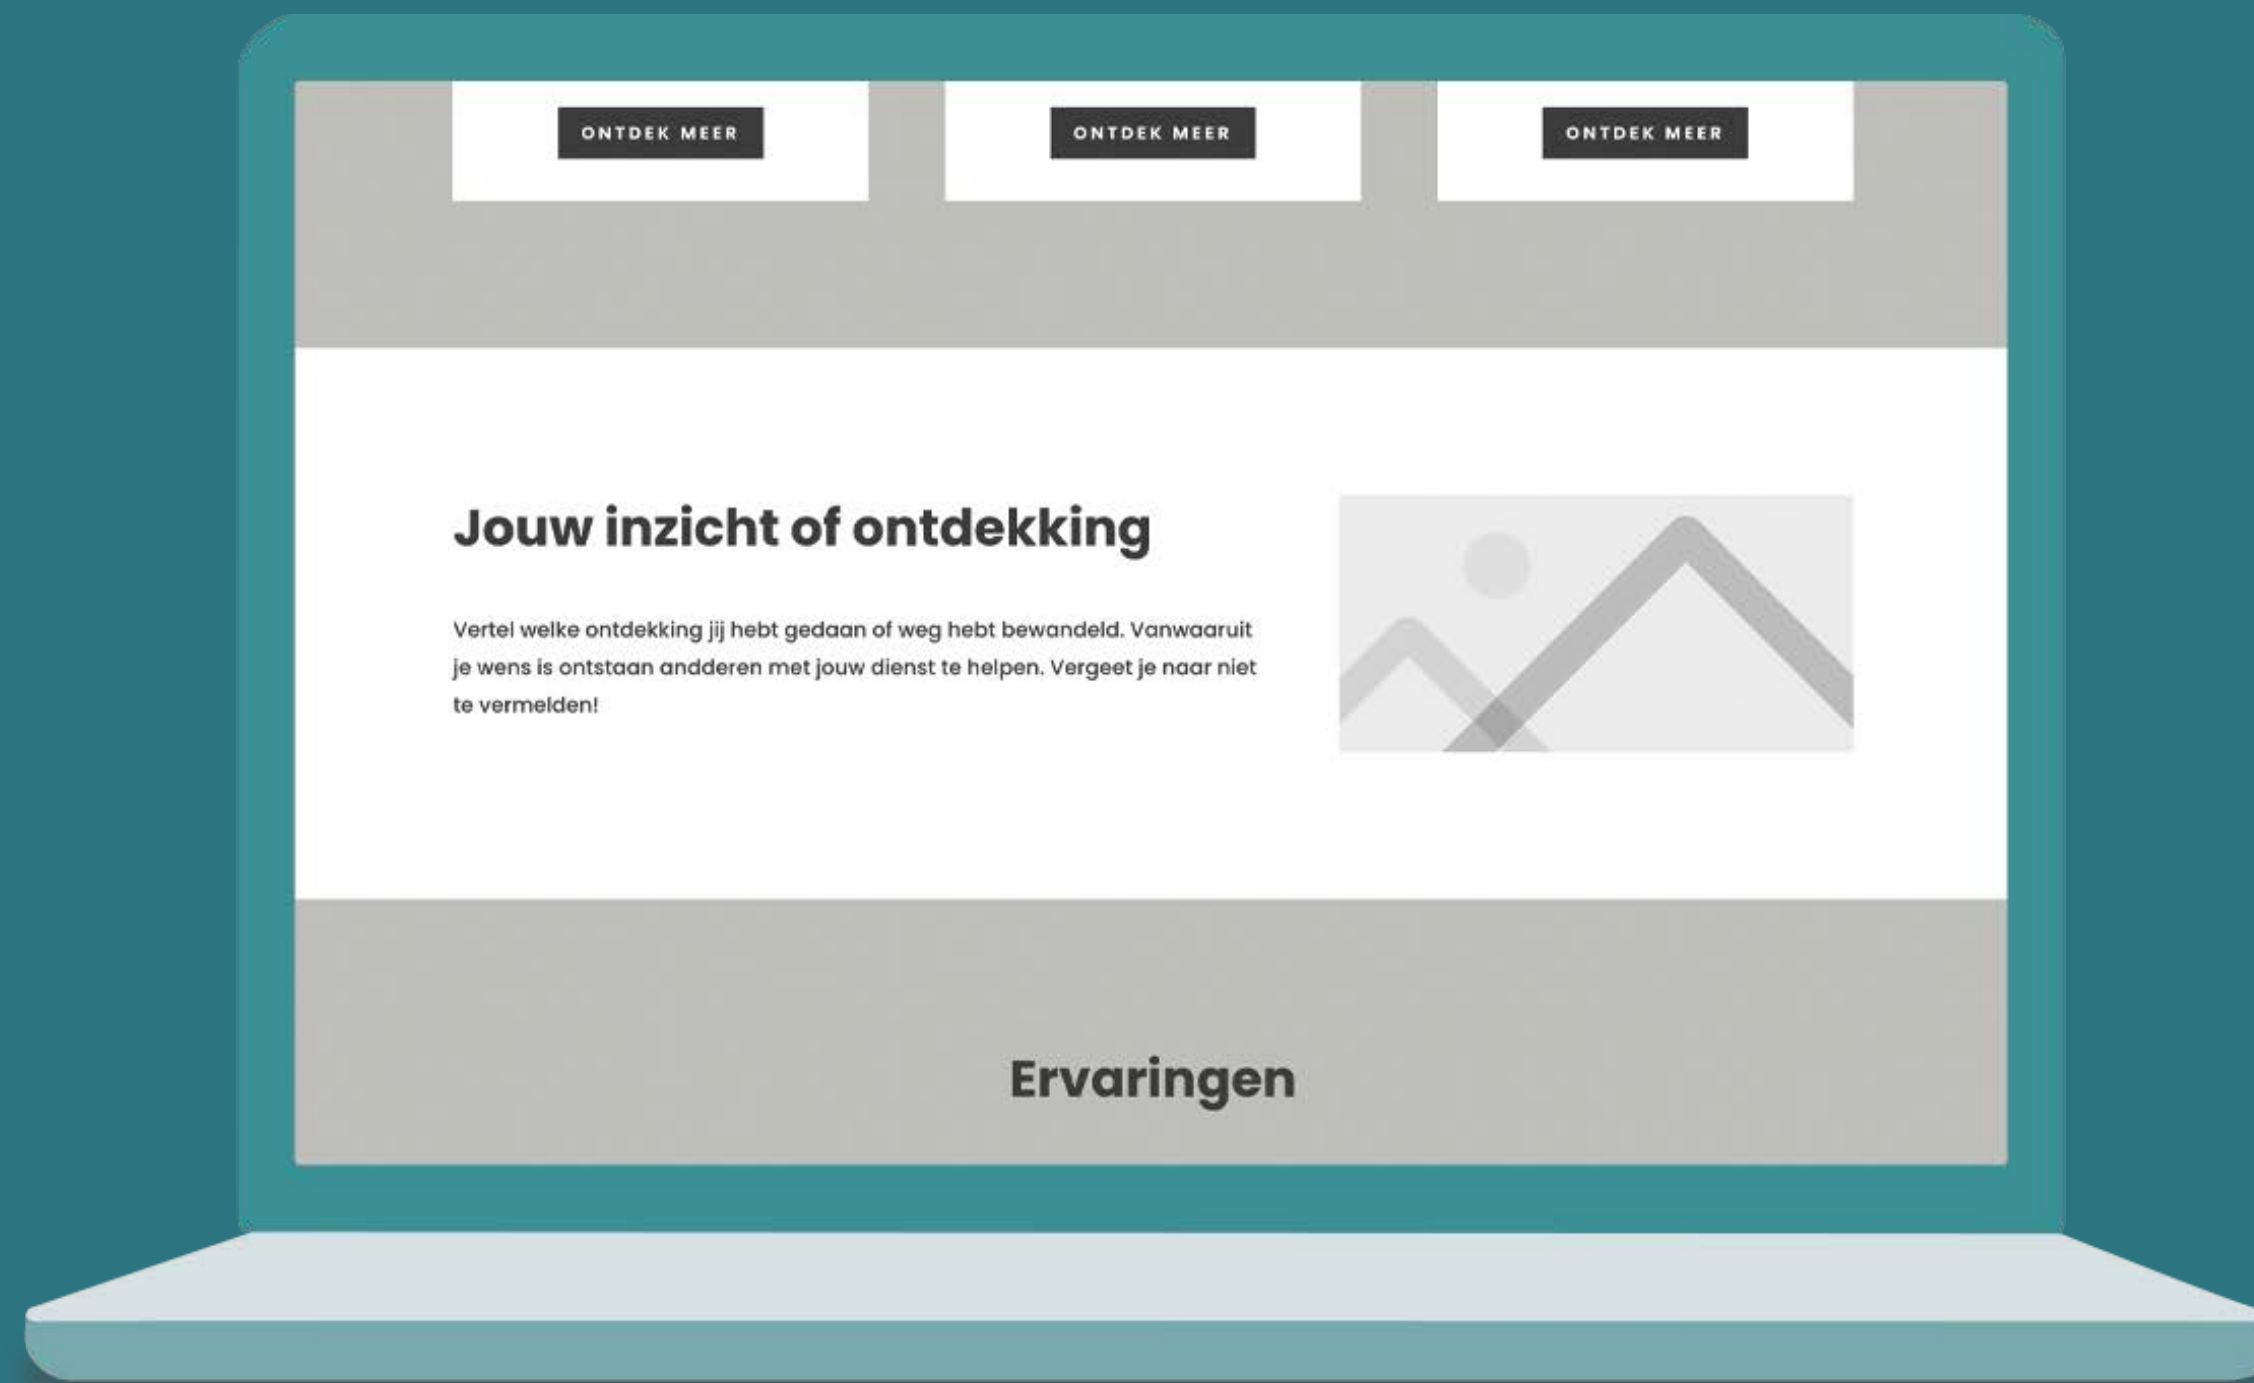 ONTDEK MEER
ONTDEK MEER
ONTDEK MEER
Jouw inzicht of ontdekking
Vertel welke ontdekking jij hebt gedaan of weg hebt bewandeld. Vanwaaruit
je wens is ontstaan andderen met jouw dienst te helpen. Vergeet je naar niet
te vermelden!
Ervaringen